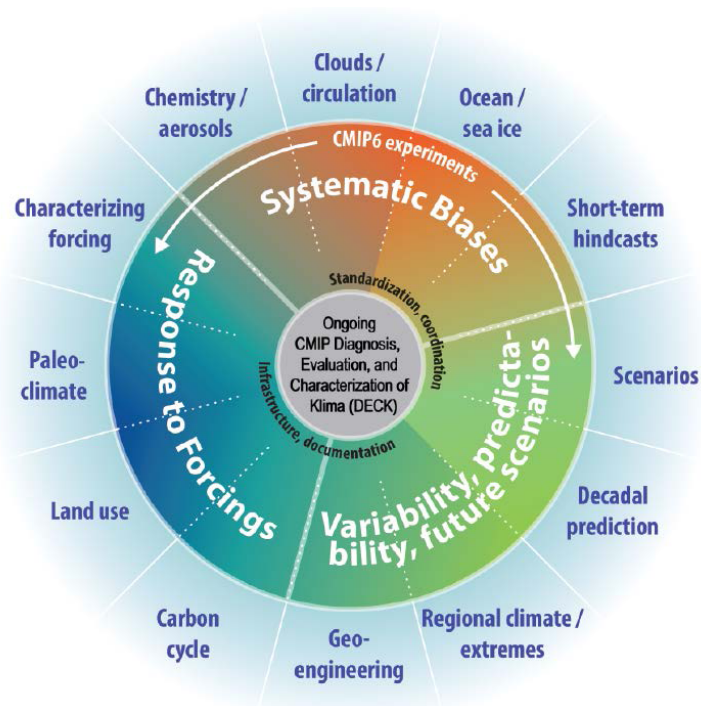 Clouds /
circulation
Ocean /
sea ice
Short-term
hindcasts
Scenarios
Decadal
prediction
Regional climate /
extremes
Geo-
engineering
Carbon
cycle
Land use
Paleo-
climate
Characterizing
forcing
Chemistry /
aerosols
CMIP6 experiments
Systematic Biases
Variability, predicta-
bility, future scenarios
Response to Forcings
Standardization, coordination
Infrastructure, documentation
Ongoing
CMIP Diagnosis,
Evaluation, and
Characterization of
Klima (DECK)